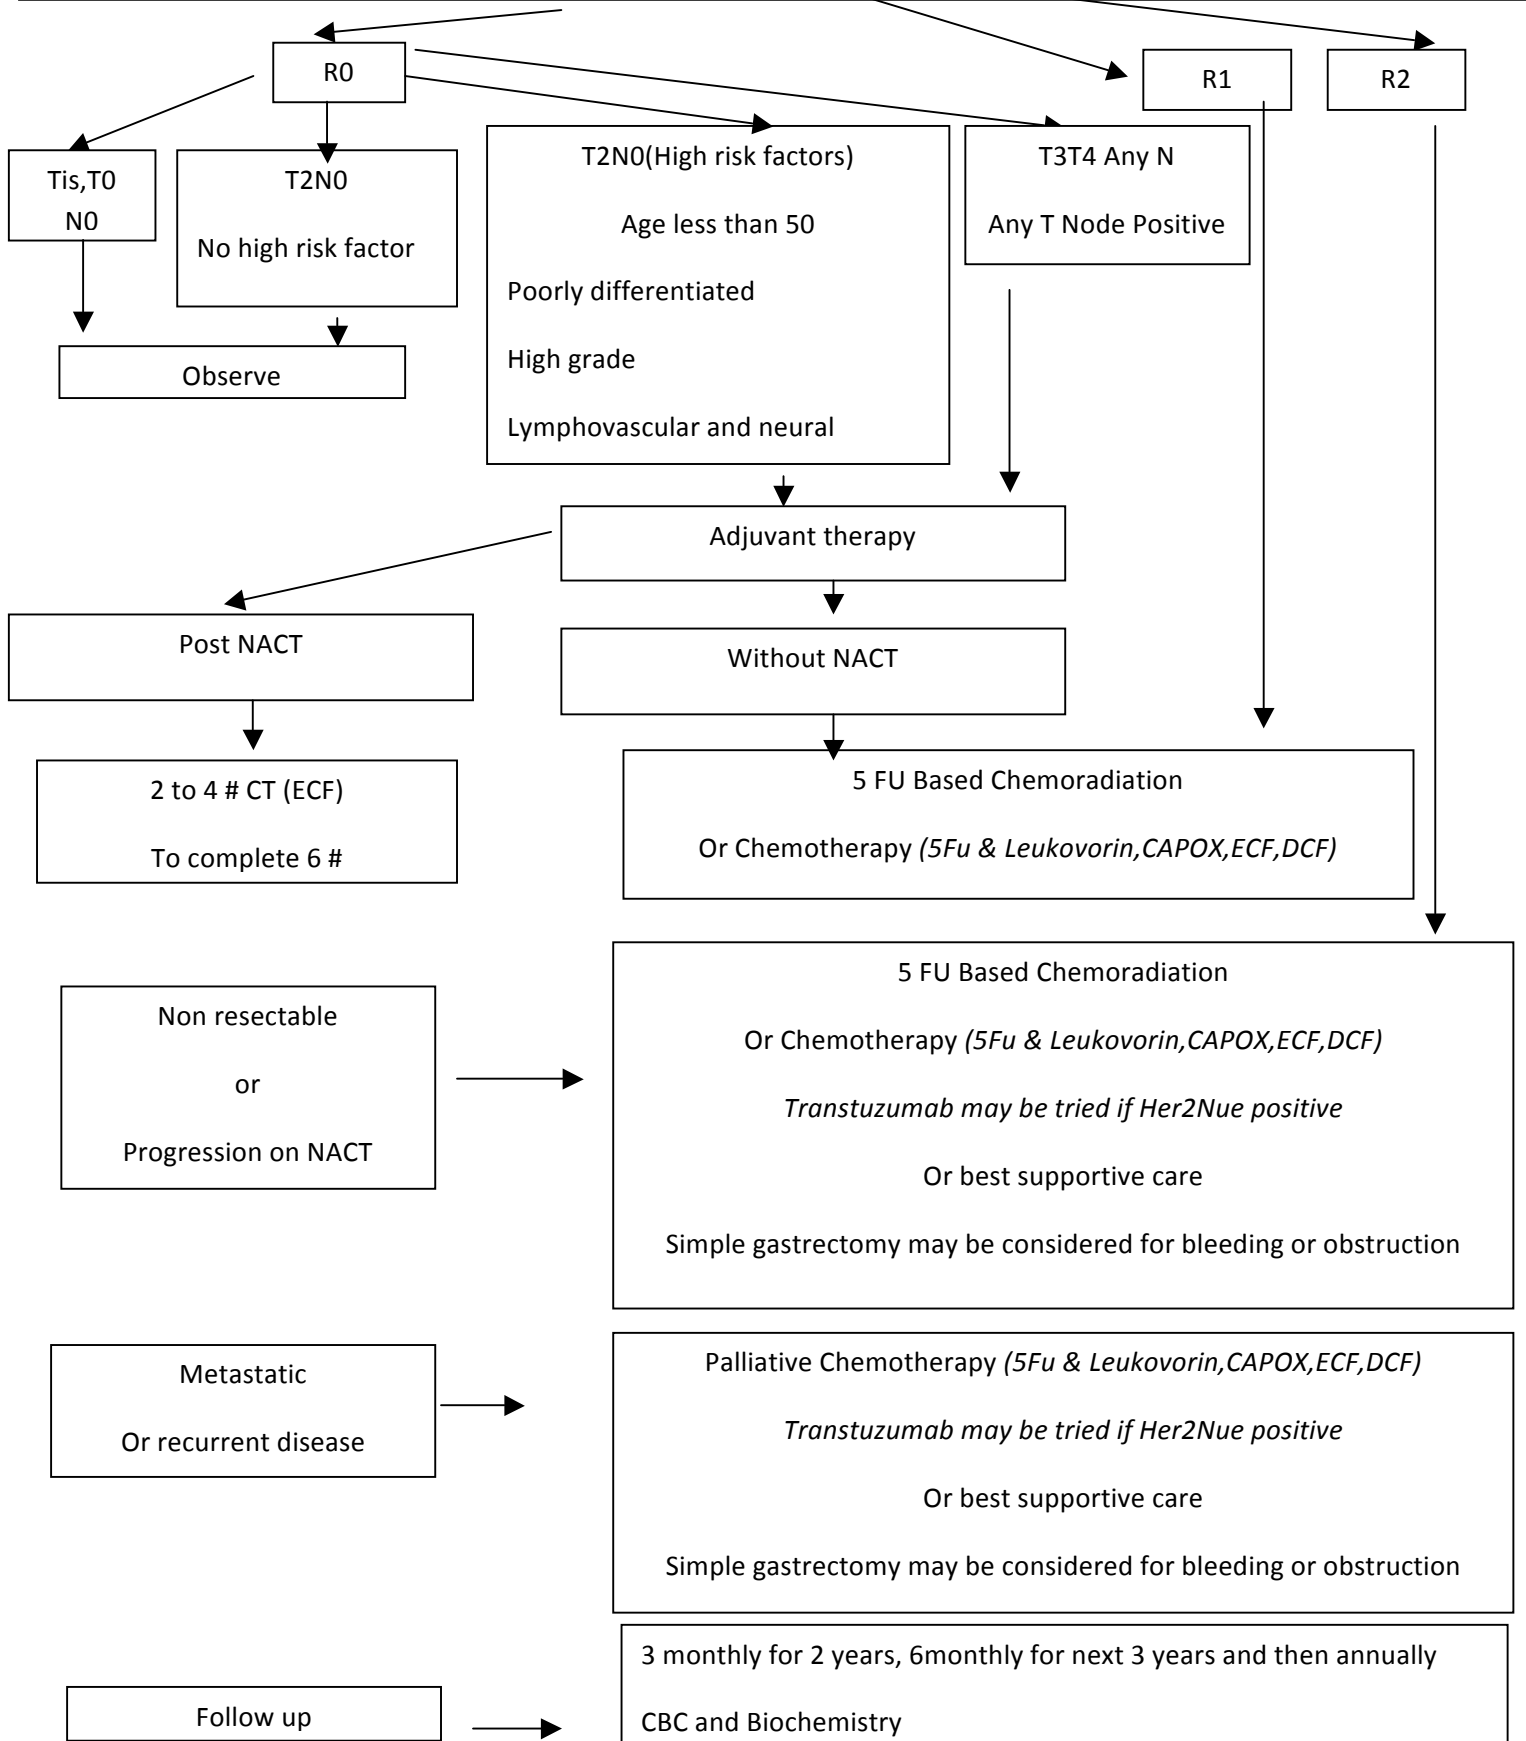 R0
R1
R2
Tis,T0
N0
T2N0
No high risk factor
T2N0(High risk factors)
Age less than 50
Poorly differentiated
High grade
Lymphovascular and neural
T3T4 Any N
Any T Node Positive
Observe
Adjuvant therapy
Post NACT
Without NACT
2 to 4 # CT (ECF)
To complete 6 #
5 FU Based Chemoradiation
Or Chemotherapy (5Fu & Leukovorin,CAPOX,ECF,DCF)
Non resectable
or
Progression on NACT
5 FU Based Chemoradiation
Or Chemotherapy (5Fu & Leukovorin,CAPOX,ECF,DCF)
Transtuzumab may be tried if Her2Nue positive
Or best supportive care
Simple gastrectomy may be considered for bleeding or obstruction
Metastatic
Or recurrent disease
Palliative Chemotherapy (5Fu & Leukovorin,CAPOX,ECF,DCF)
Transtuzumab may be tried if Her2Nue positive
Or best supportive care
Simple gastrectomy may be considered for bleeding or obstruction
Follow up
3 monthly for 2 years, 6monthly for next 3 years and then annually
CBC and Biochemistry